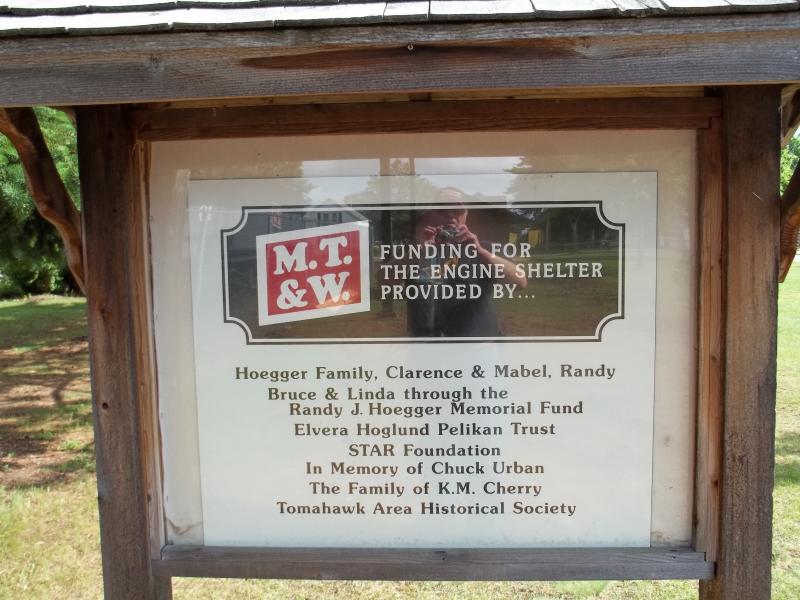 M.T.
&W.
FUNDING FOR
THE ENGINE SHELTER
PROVIDED BY...
Hoegger Family, Clarence & Mabel, Randy
Bruce & Linda through the
Randy J. Hoegger Memorial Fund
Elvera Hoglund Pelikan Trust
STAR Foundation
In Memory of Chuck Urban
The Family of K.M. Cherry
Tomahawk Area Historical Society